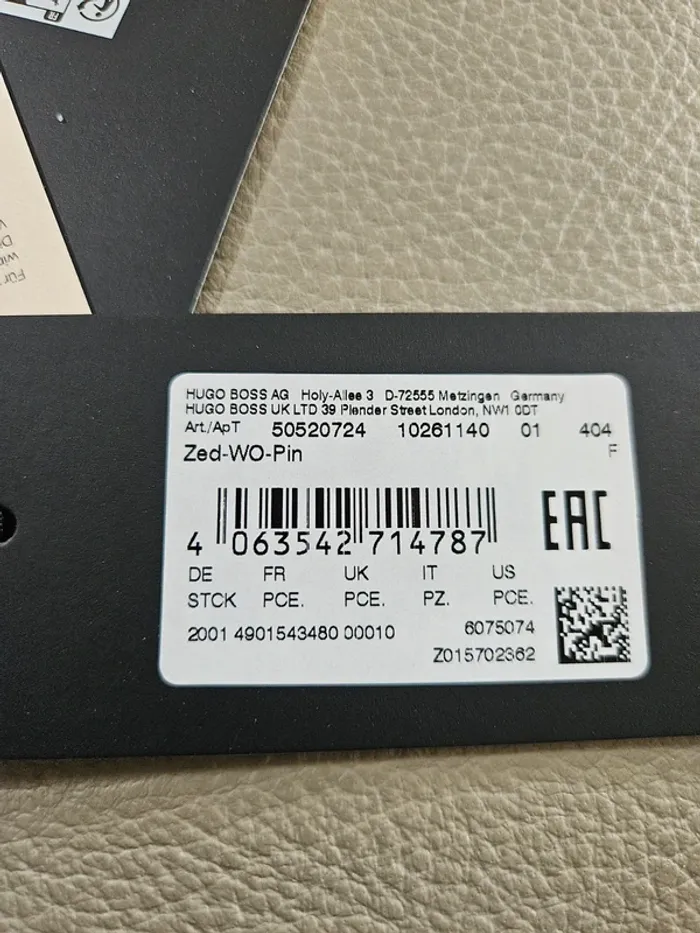 FR
Für
HUGO BOSS AG Holy-Allee 3 D-72555 Metzingen Germany
HUGO BOSS UK LTD 39 Plender Street London, NW1 0DT
Art./ApT 50520724 10261140 01 404
Zed-WO-Pin F
4 063542 714787
EAC
DE FR UK IT US
STCK PCE. PCE. PZ. PCE.
2001 4901543480 00010 6075074
Z015702362